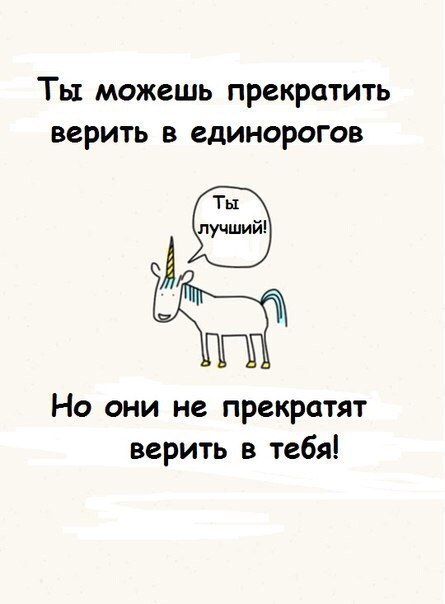 Ты можешь прекратить
верить в единорогов
Ты
лучший!
Но они не прекратят
верить в тебя!